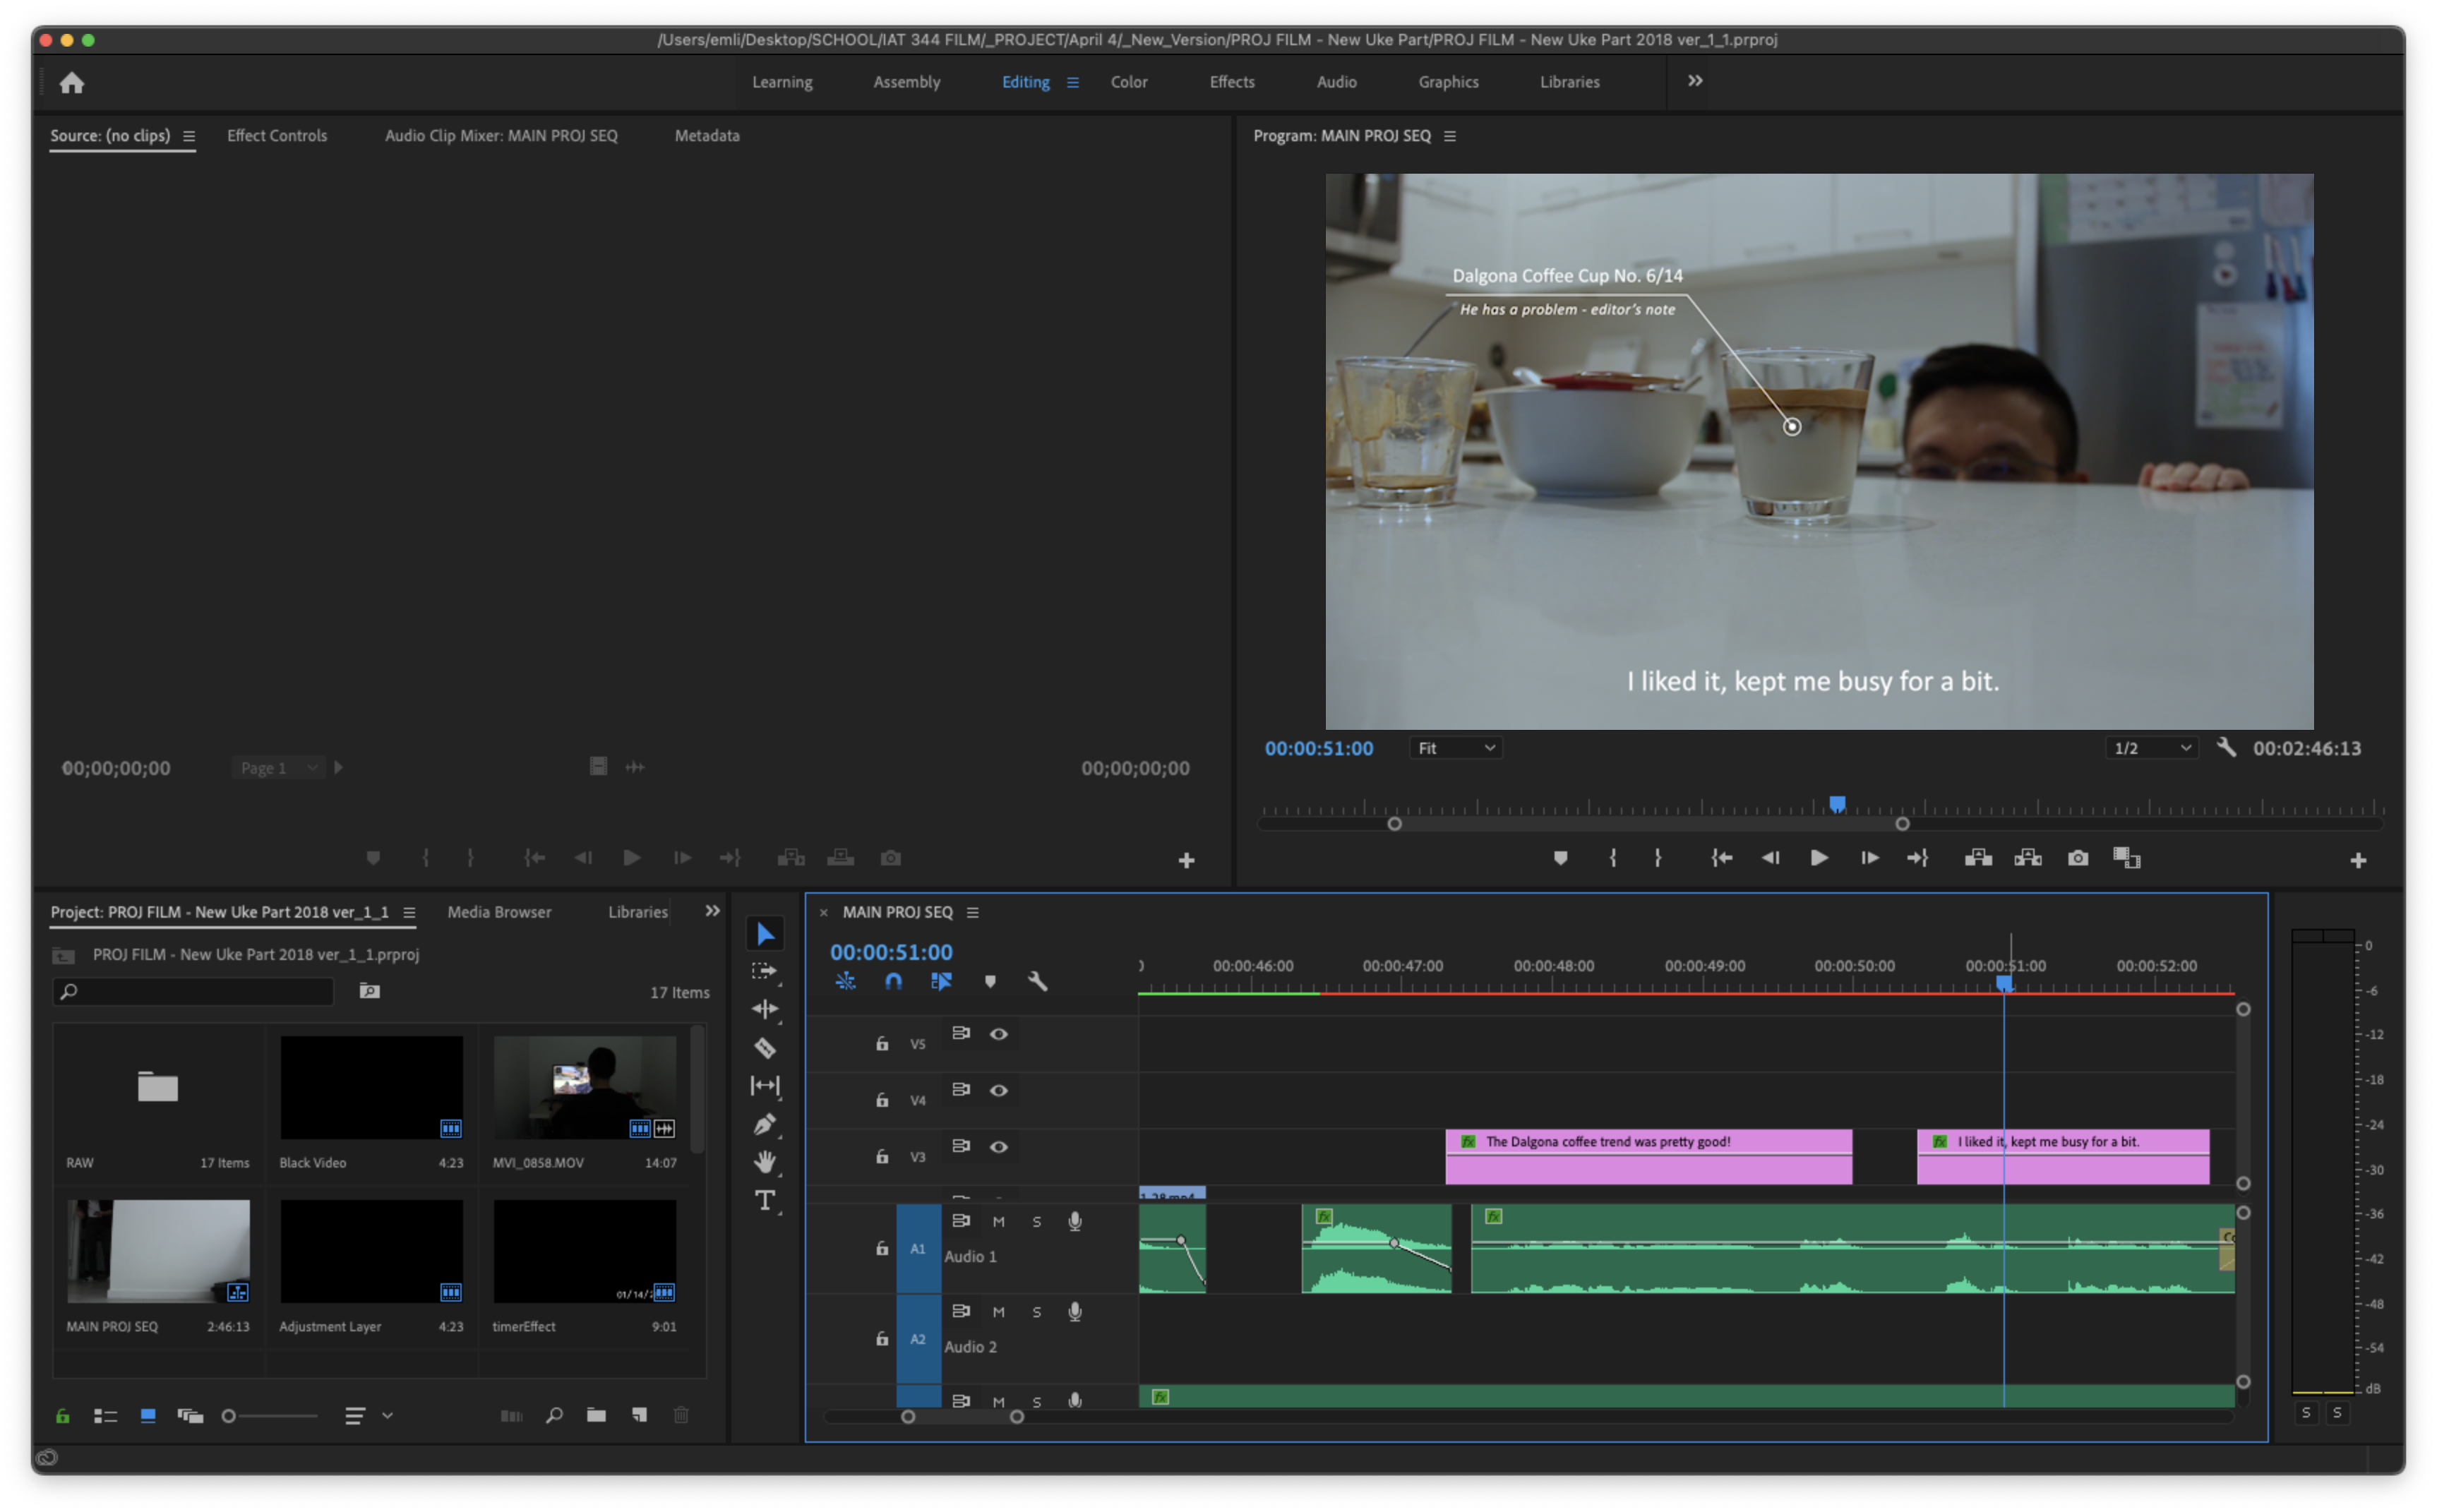 /Users/emli/Desktop/SCHOOL/IAT 344 FILM/_PROJECT/April 4/_New_Version/PROJ FILM - New Uke Part/PROJ FILM - New Uke Part 2018 ver_1_1.prproj
Learning Assembly Editing Color Effects Audio Graphics Libraries
Source: (no clips) Effect Controls Audio Clip Mixer: MAIN PROJ SEQ Metadata
Program: MAIN PROJ SEQ
Dalgona Coffee Cup No. 6/14
He has a problem - editor's note
I liked it, kept me busy for a bit.
00:00:51:00 Fit 1/2 00:02:46:13
00;00;00;00 Page 1 00;00;00;00
Project: PROJ FILM - New Uke Part 2018 ver_1_1 Media Browser Libraries
PROJ FILM - New Uke Part 2018 ver_1_1.prproj
17 Items
RAW 17 Items Black Video 4:23 MVI_0858.MOV 14:07
01/14/2
MAIN PROJ SEQ 2:46:13 Adjustment Layer 4:23 timerEffect 9:01
MAIN PROJ SEQ
00:00:51:00
00:00:46:00 00:00:47:00 00:00:48:00 00:00:49:00 00:00:50:00 00:00:51:00 00:00:52:00
V5
V4
V3
fx The Dalgona coffee trend was pretty good! fx I liked it, kept me busy for a bit.
1_28.mp4
A1 M S
Audio 1
fx fx
A2 M S
Audio 2
M S
fx
0
-6
-12
-18
-24
-30
-36
-42
-48
-54
dB
S S